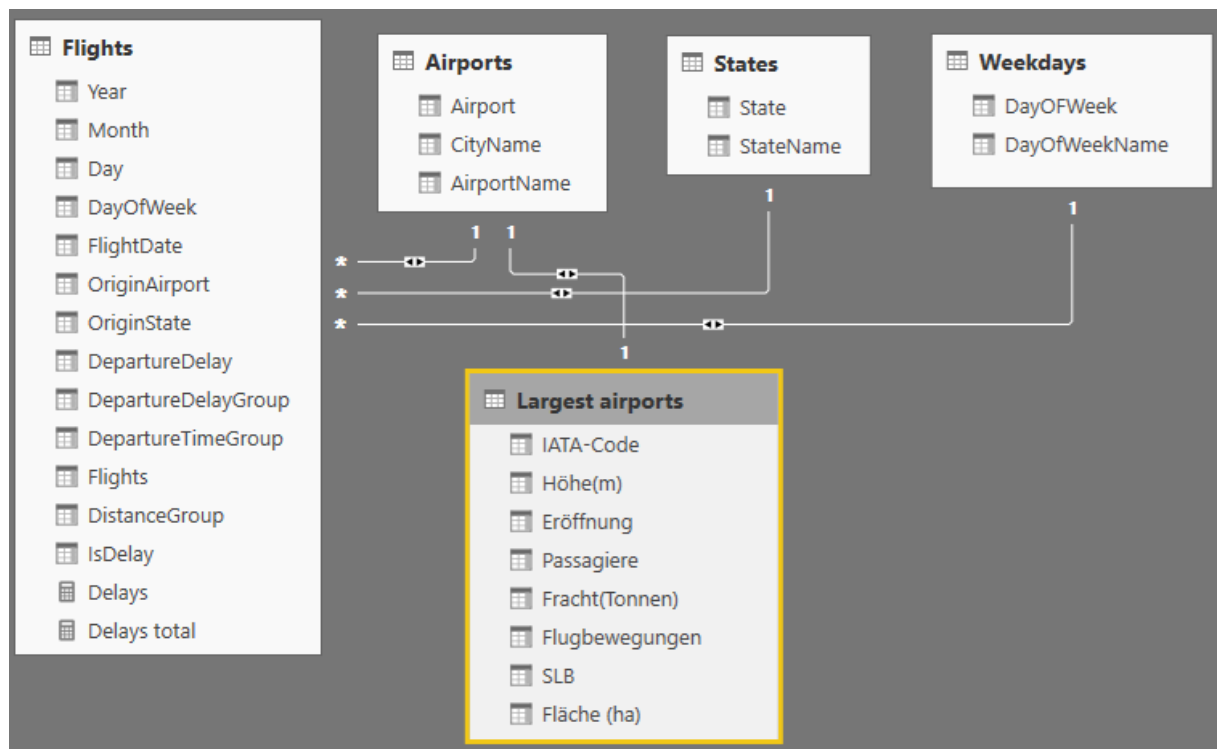 Flights
Year
Month
Day
DayOfWeek
FlightDate
OriginAirport
OriginState
DepartureDelay
DepartureDelayGroup
DepartureTimeGroup
Flights
DistanceGroup
IsDelay
Delays
Delays total
Airports
Airport
CityName
AirportName
States
State
StateName
Weekdays
DayOFWeek
DayOfWeekName
1
1
1
1
*
*
*
1
Largest airports
IATA-Code
Höhe(m)
Eröffnung
Passagiere
Fracht(Tonnen)
Flugbewegungen
SLB
Fläche (ha)